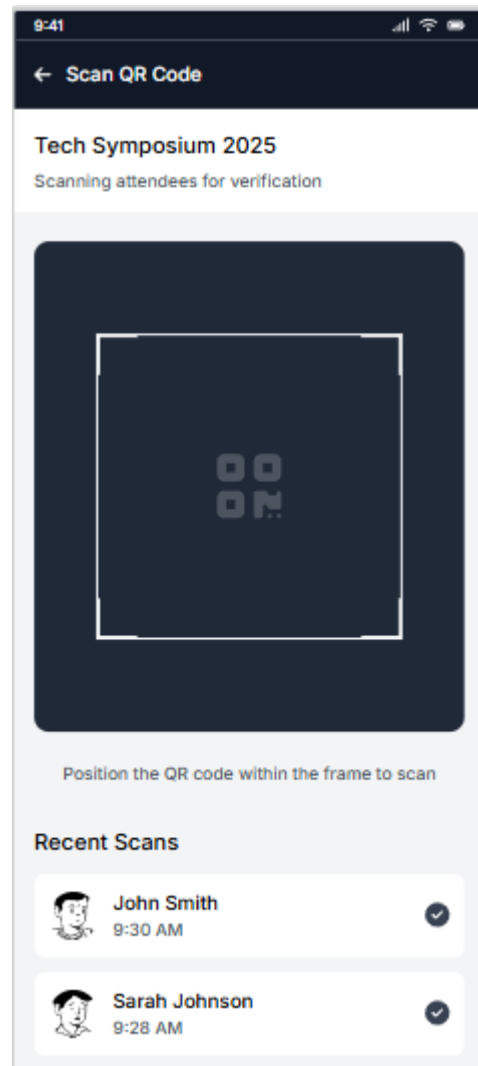 9:41
Scan QR Code
Tech Symposium 2025
Scanning attendees for verification
Position the QR code within the frame to scan
Recent Scans
John Smith
9:30 AM
Sarah Johnson
9:28 AM